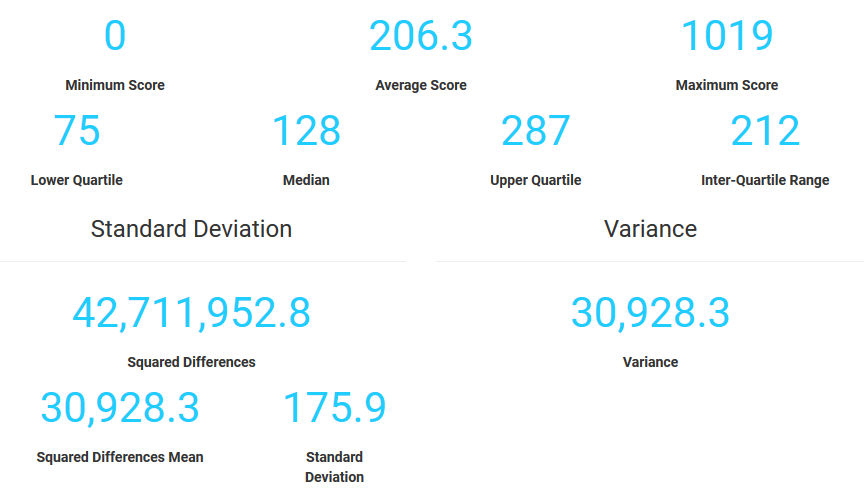 0
206.3
1019
Minimum Score
Average Score
Maximum Score
75
128
287
212
Lower Quartile
Median
Upper Quartile
Inter-Quartile Range
Standard Deviation
Variance
42,711,952.8
30,928.3
Squared Differences
Variance
30,928.3
175.9
Squared Differences Mean
Standard
Deviation